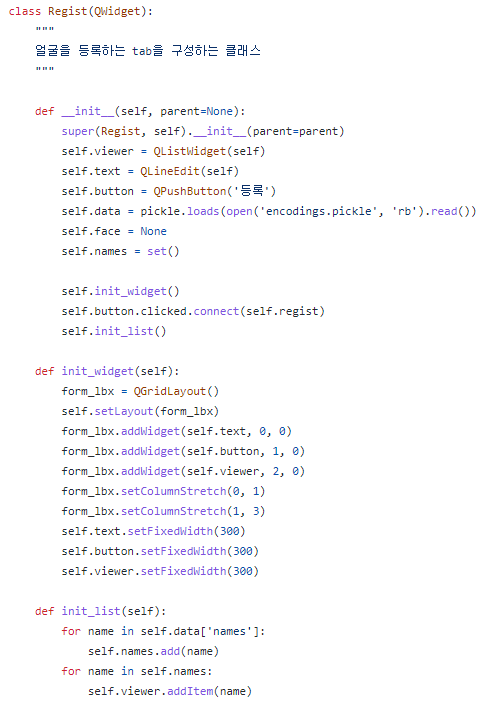 class Regist(QWidget):
    """
    얼굴을 등록하는 tab을 구성하는 클래스
    """

    def __init__(self, parent=None):
        super(Regist, self).__init__(parent=parent)
        self.viewer = QListWidget(self)
        self.text = QLineEdit(self)
        self.button = QPushButton('등록')
        self.data = pickle.loads(open('encodings.pickle', 'rb').read())
        self.face = None
        self.names = set()

        self.init_widget()
        self.button.clicked.connect(self.regist)
        self.init_list()

    def init_widget(self):
        form_lbx = QGridLayout()
        self.setLayout(form_lbx)
        form_lbx.addWidget(self.text, 0, 0)
        form_lbx.addWidget(self.button, 1, 0)
        form_lbx.addWidget(self.viewer, 2, 0)
        form_lbx.setColumnStretch(0, 1)
        form_lbx.setColumnStretch(1, 3)
        self.text.setFixedWidth(300)
        self.button.setFixedWidth(300)
        self.viewer.setFixedWidth(300)

    def init_list(self):
        for name in self.data['names']:
            self.names.add(name)
        for name in self.names:
            self.viewer.addItem(name)